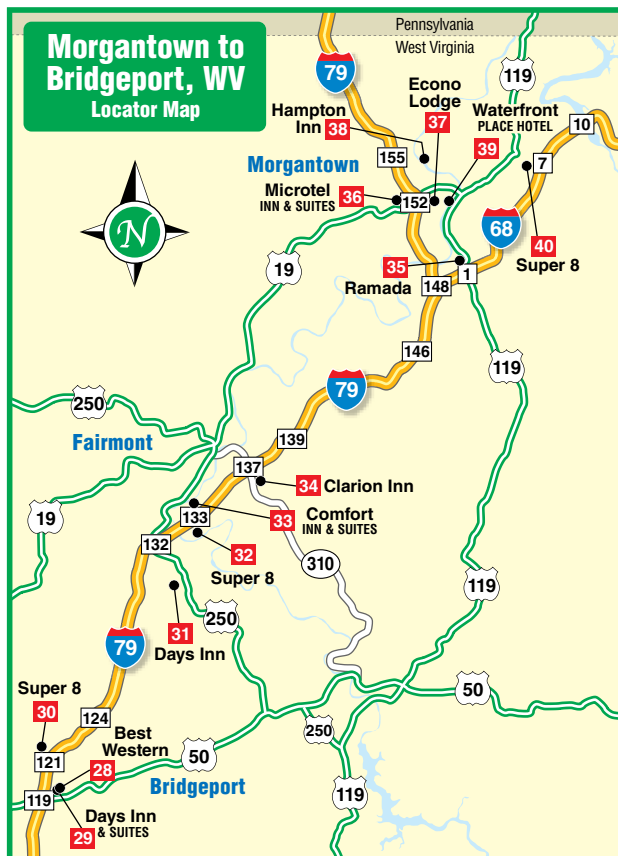 Pennsylvania
West Virginia
Morgantown to
Bridgeport, WV
Locator Map
79
119
Econo
Lodge
Hampton
Inn
38
37
Waterfront
PLACE HOTEL
39
10
7
155
Morgantown
Microtel
INN & SUITES
36
152
N
68
40
Super 8
19
35
Ramada
1
148
146
119
79
250
Fairmont
139
137
34
Clarion Inn
19
133
33
Comfort
INN & SUITES
132
32
Super 8
310
119
31
Days Inn
250
79
Super 8
30
124
50
250
121
Best
Western
28
50
Bridgeport
119
119
Days Inn
& SUITES
29